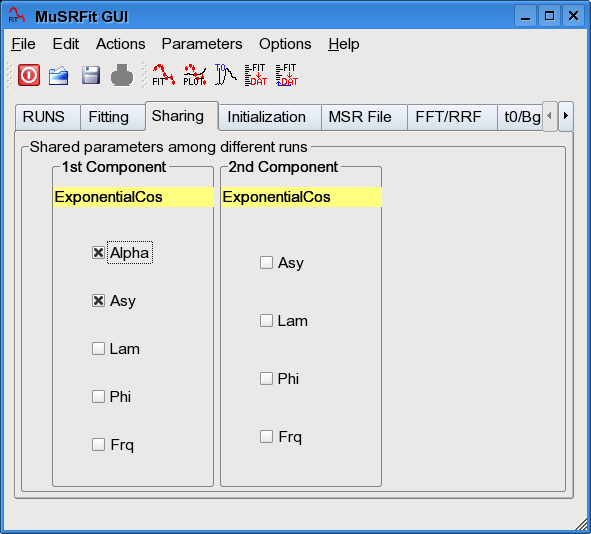 MuSRFit GUI
File Edit Actions Parameters Options Help
FIT PLOT T0 FIT DAT FIT DAT
RUNS Fitting Sharing Initialization MSR File FFT/RRF t0/Bg
Shared parameters among different runs
1st Component 2nd Component
ExponentialCos ExponentialCos
Alpha
Asy
Asy
Lam
Lam
Phi
Phi
Frq
Frq